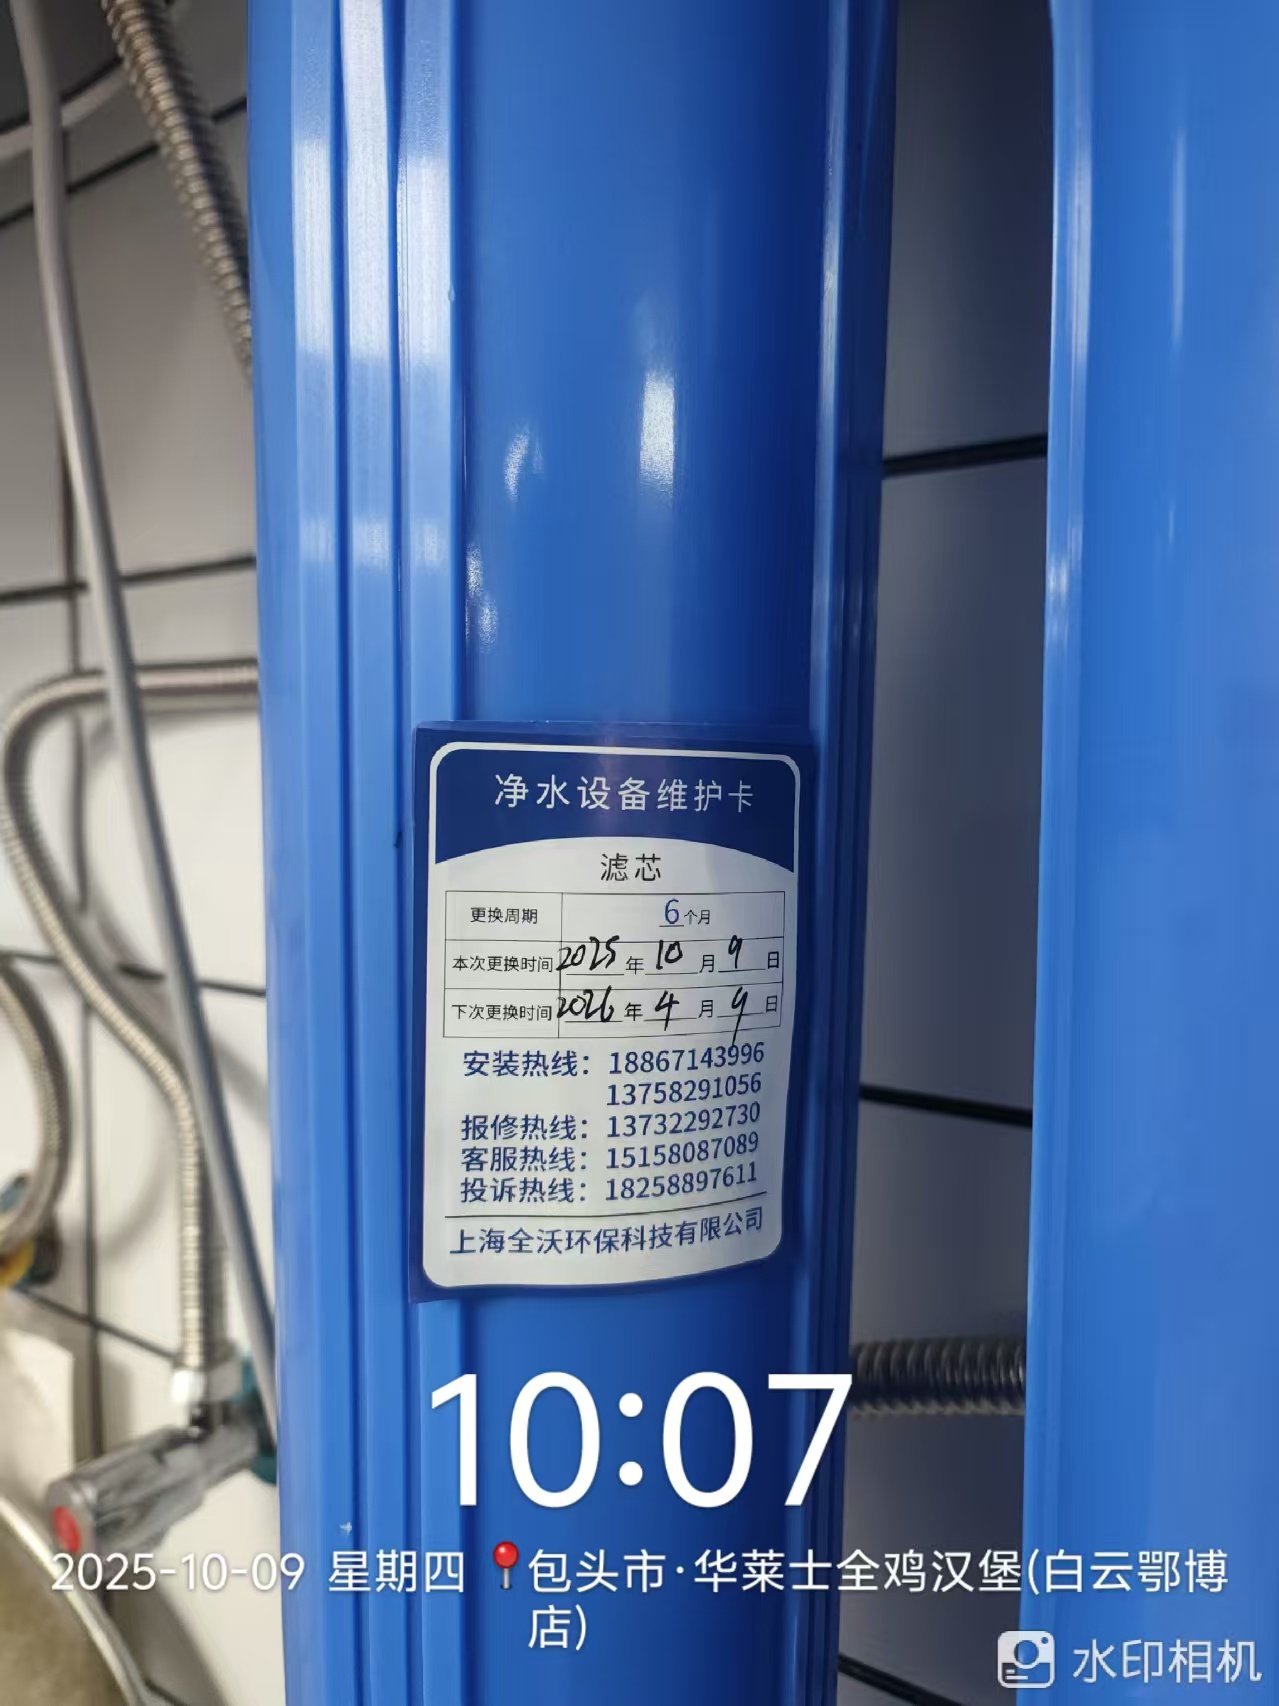 净水设备维护卡
滤芯
更换周期 6个月
本次更换时间 2025年10月9日
下次更换时间 2026年4月9日
安装热线：18867143996
13758291056
报修热线：13732292730
客服热线：15158087089
投诉热线：18258897611
上海全沃环保科技有限公司
10:07
2025-10-09 星期四 📍包头市·华莱士全鸡汉堡(白云鄂博
店)
水印相机